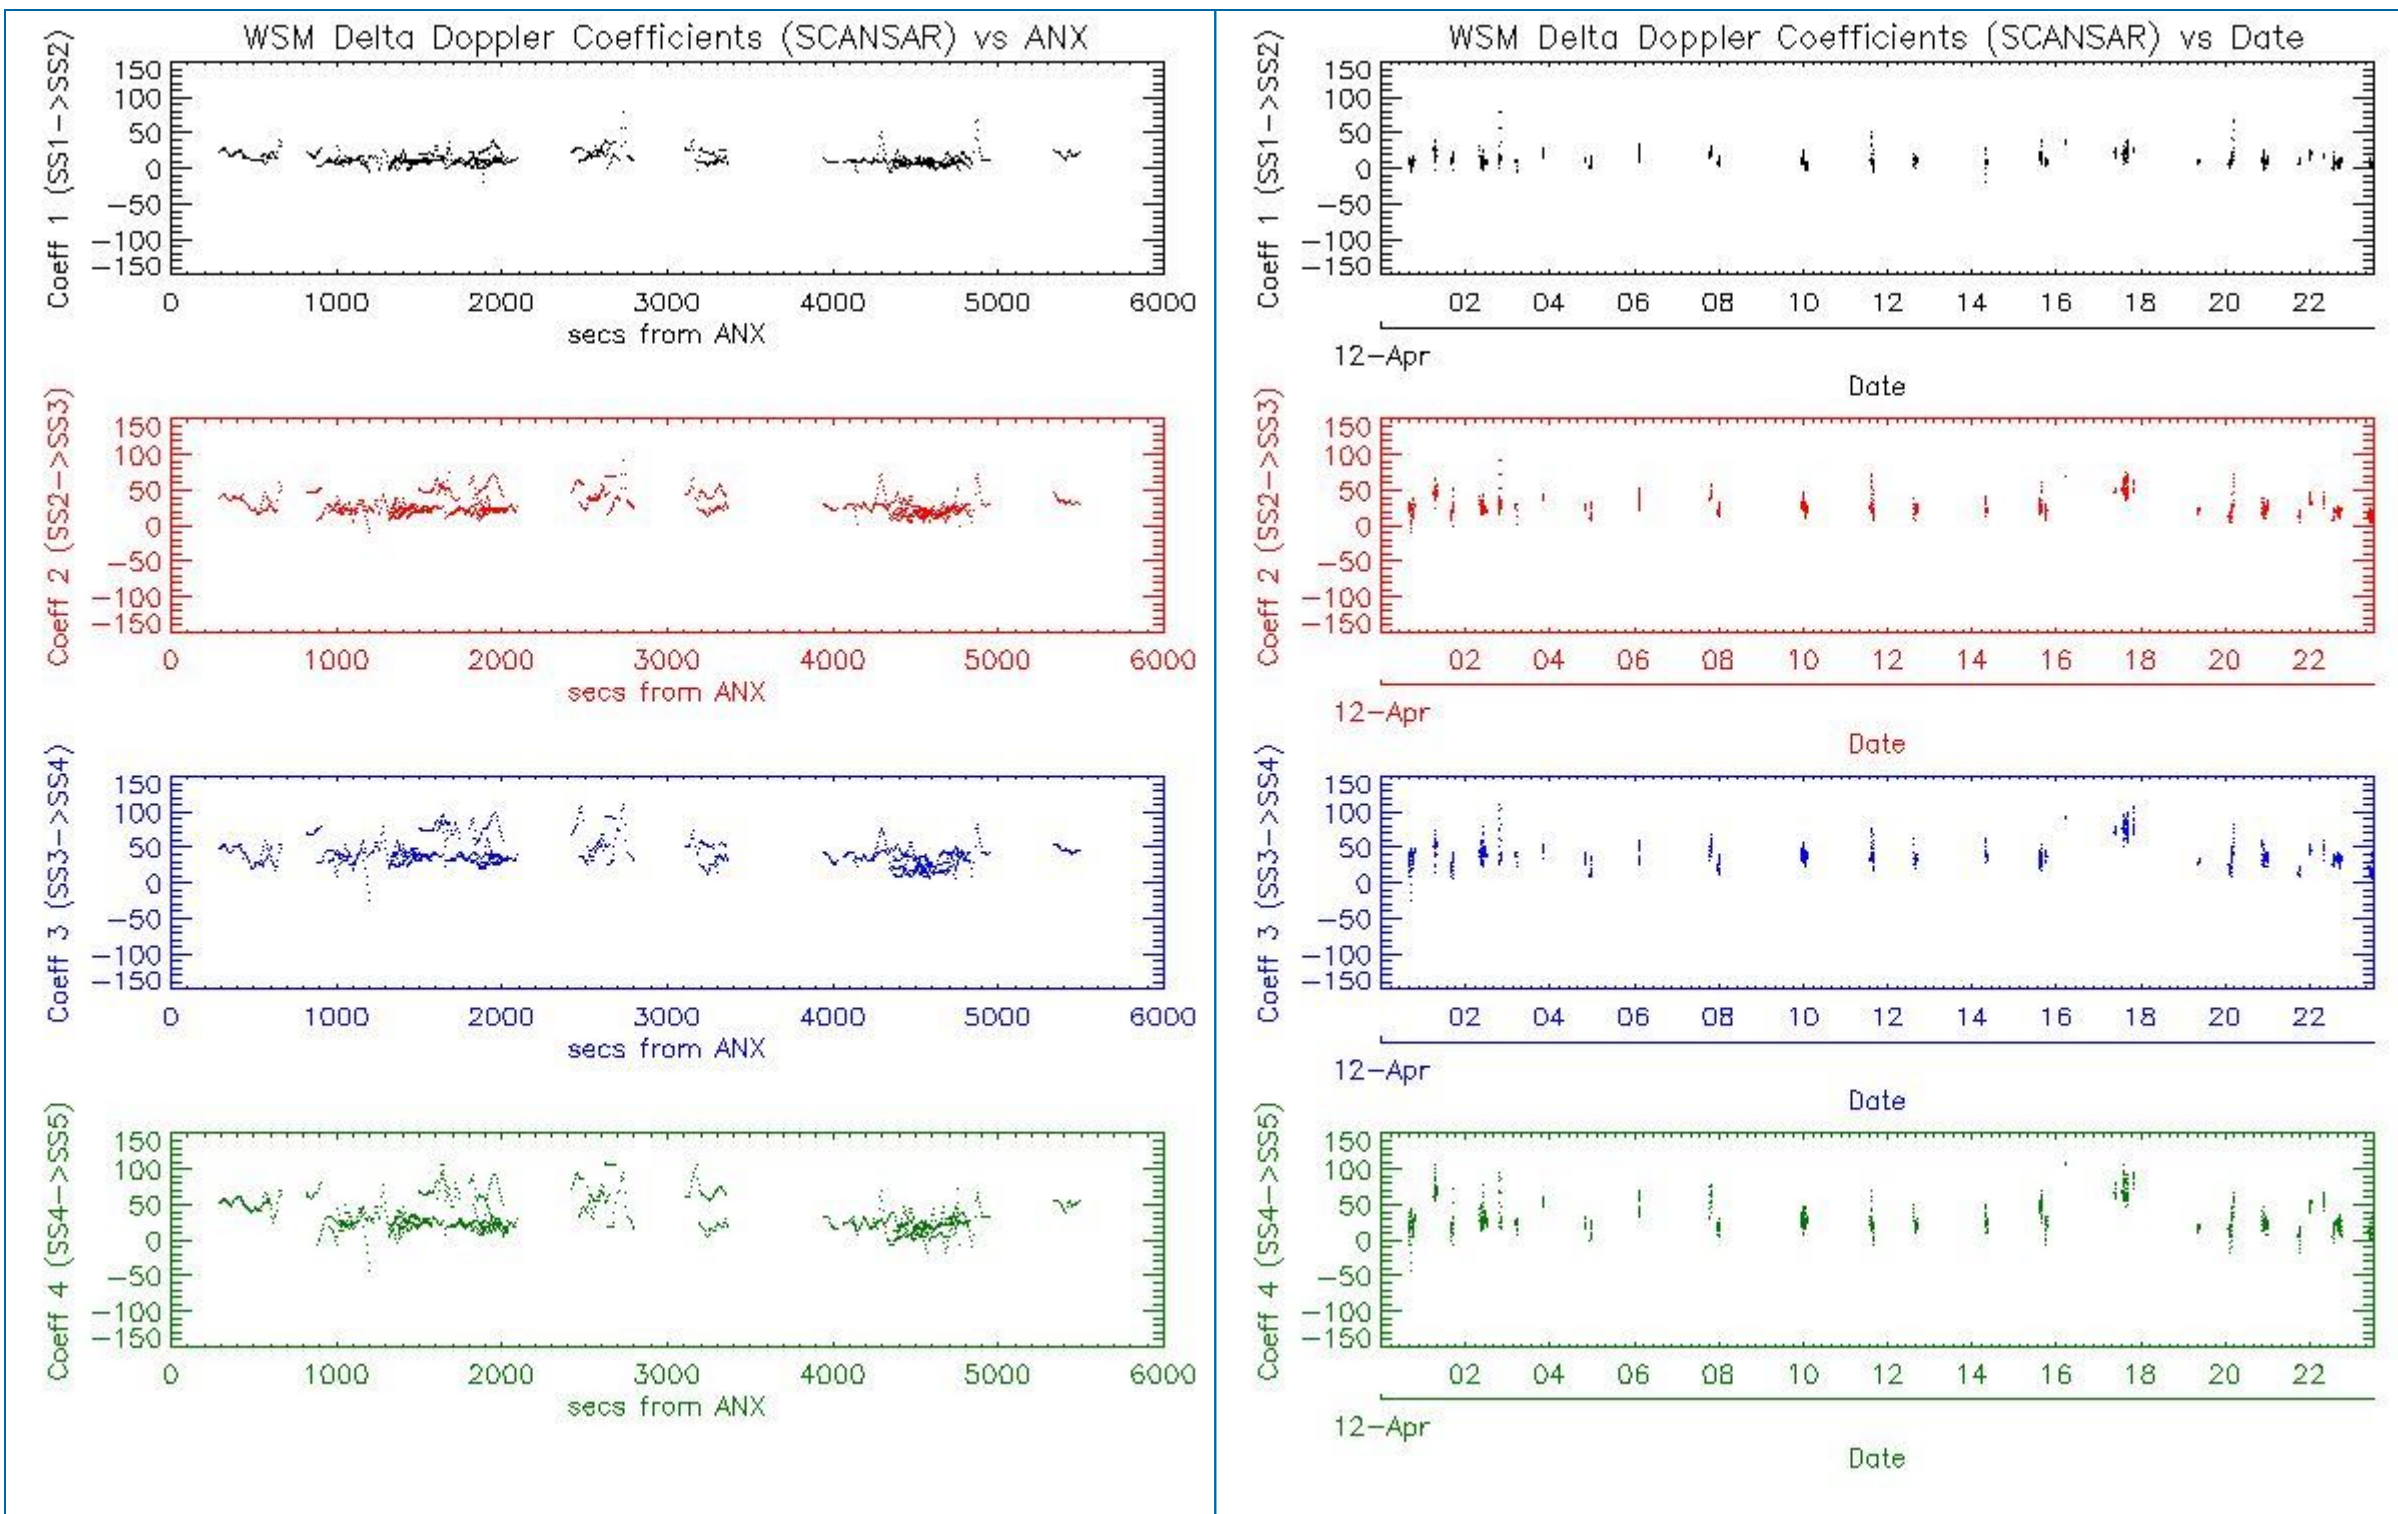 WSM Delta Doppler Coefficients (SCANSAR) vs ANX
Coeff 1 (SS1->SS2)
150
100
50
0
-50
-100
-150
0 1000 2000 3000 4000 5000 6000
secs from ANX
Coeff 2 (SS2->SS3)
150
100
50
0
-50
-100
-150
0 1000 2000 3000 4000 5000 6000
secs from ANX
Coeff 3 (SS3->SS4)
150
100
50
0
-50
-100
-150
0 1000 2000 3000 4000 5000 6000
secs from ANX
Coeff 4 (SS4->SS5)
150
100
50
0
-50
-100
-150
0 1000 2000 3000 4000 5000 6000
secs from ANX
WSM Delta Doppler Coefficients (SCANSAR) vs Date
Coeff 1 (SS1->SS2)
150
100
50
0
-50
-100
-150
02 04 06 08 10 12 14 16 18 20 22
12-Apr
Date
Coeff 2 (SS2->SS3)
150
100
50
0
-50
-100
-150
02 04 06 08 10 12 14 16 18 20 22
12-Apr
Date
Coeff 3 (SS3->SS4)
150
100
50
0
-50
-100
-150
02 04 06 08 10 12 14 16 18 20 22
12-Apr
Date
Coeff 4 (SS4->SS5)
150
100
50
0
-50
-100
-150
02 04 06 08 10 12 14 16 18 20 22
12-Apr
Date